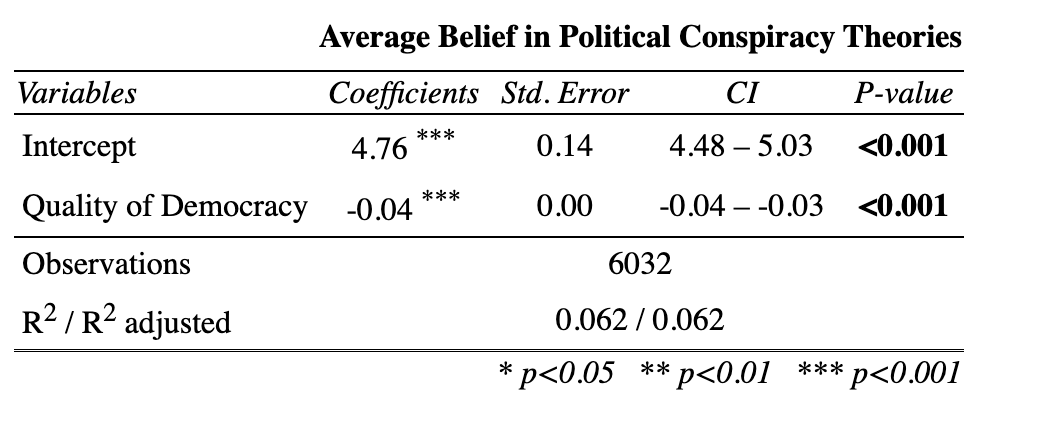 Average Belief in Political Conspiracy Theories
Variables Coefficients Std. Error CI P-value
Intercept 4.76 *** 0.14 4.48 – 5.03 <0.001
Quality of Democracy -0.04 *** 0.00 -0.04 – -0.03 <0.001
Observations 6032
R² / R² adjusted 0.062 / 0.062
* p<0.05 ** p<0.01 *** p<0.001